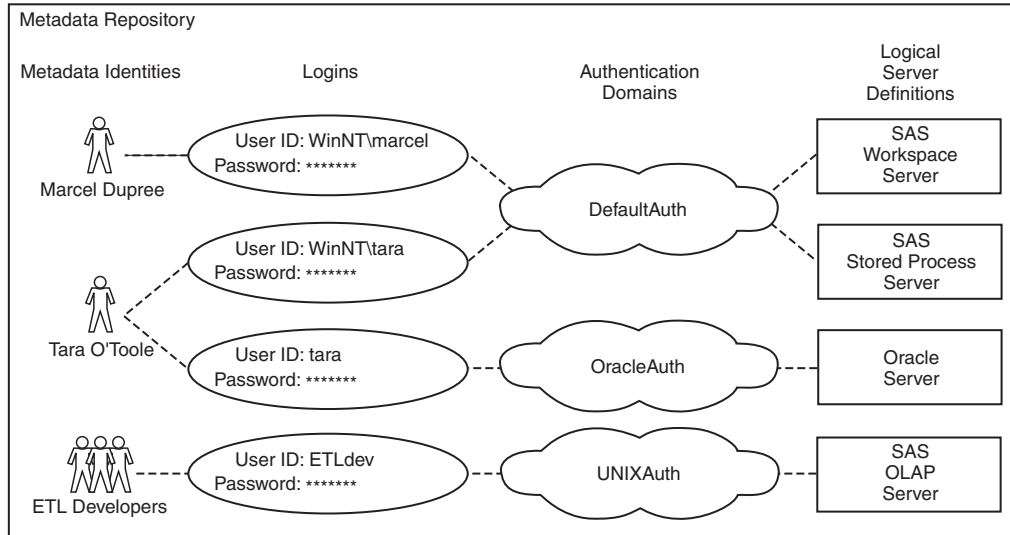 Metadata Repository
Metadata Identities
Logins
Authentication
Domains
Logical
Server
Definitions
Marcel Dupree
User ID: WinNT\marcel
Password: *******
DefaultAuth
SAS
Workspace
Server
Tara O'Toole
User ID: WinNT\tara
Password: *******
SAS
Stored Process
Server
User ID: tara
Password: *******
OracleAuth
Oracle
Server
ETL Developers
User ID: ETLdev
Password: *******
UNIXAuth
SAS
OLAP
Server